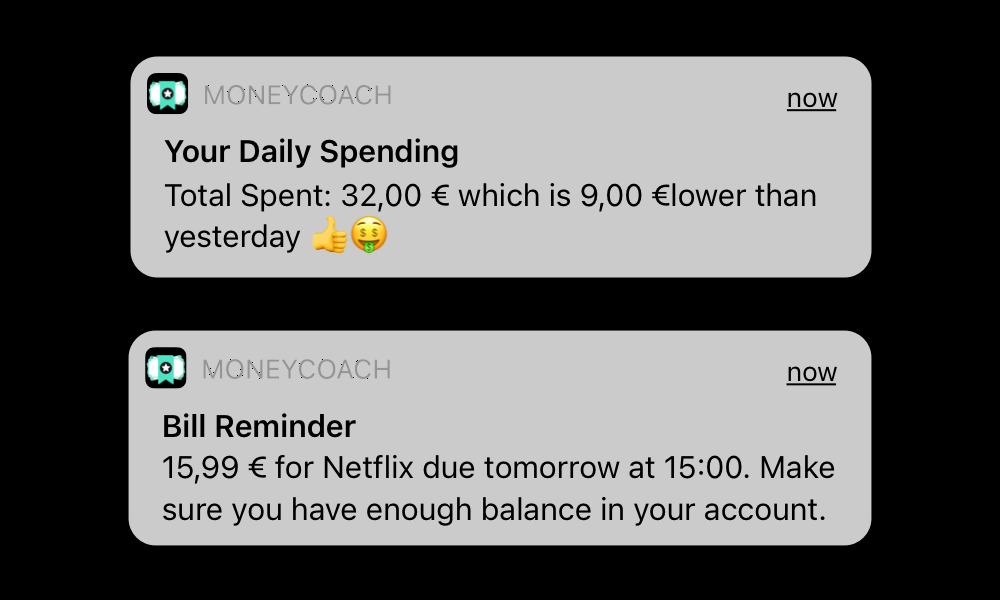 MONEYCOACH
now
Your Daily Spending
Total Spent: 32,00 € which is 9,00 €lower than
yesterday 👍🤑
MONEYCOACH
now
Bill Reminder
15,99 € for Netflix due tomorrow at 15:00. Make
sure you have enough balance in your account.